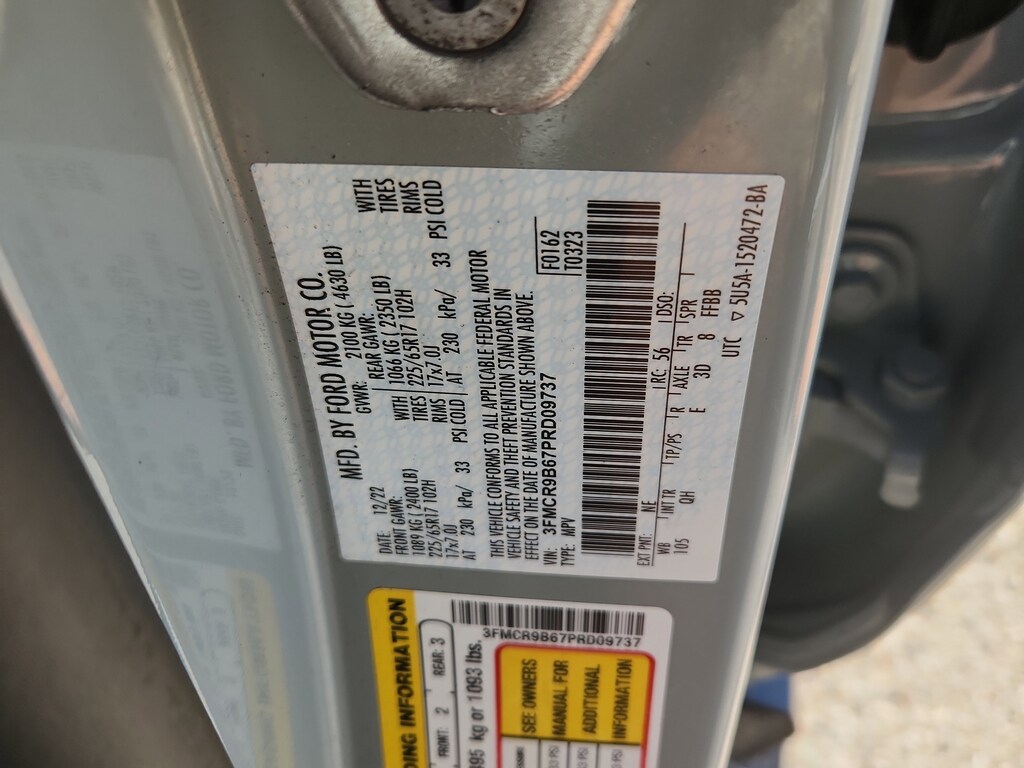 MFD. BY FORD MOTOR CO.
DATE: 12/22 GVWR: 2100 KG ( 4630 LB)
FRONT GAWR: REAR GAWR:
1089 KG ( 2400 LB) WITH 1066 KG ( 2350 LB) WITH
225/65R17 102H TIRES 225/65R17 102H TIRES
17x7.0J RIMS 17x7.0J RIMS
AT 230 kPa/ 33 PSI COLD AT 230 kPa/ 33 PSI COLD
THIS VEHICLE CONFORMS TO ALL APPLICABLE FEDERAL MOTOR
VEHICLE SAFETY AND THEFT PREVENTION STANDARDS IN
EFFECT ON THE DATE OF MANUFACTURE SHOWN ABOVE.
VIN: 3FMCR9B67PRD09737 F0162
TYPE: MPV T0323
EXT PNT: NE RC: 56 DSO:
WB INT TR TP/PS R AXLE TR SPR
105 QH E 3D 8 FFBB
UTC ▽ 5U5A-1520472-BA
DING INFORMATION
FRONT: 2 REAR: 3
495 kg or 1093 lbs.
3FMCR9B67PRD09737
SEE OWNERS
MANUAL FOR
ADDITIONAL
INFORMATION